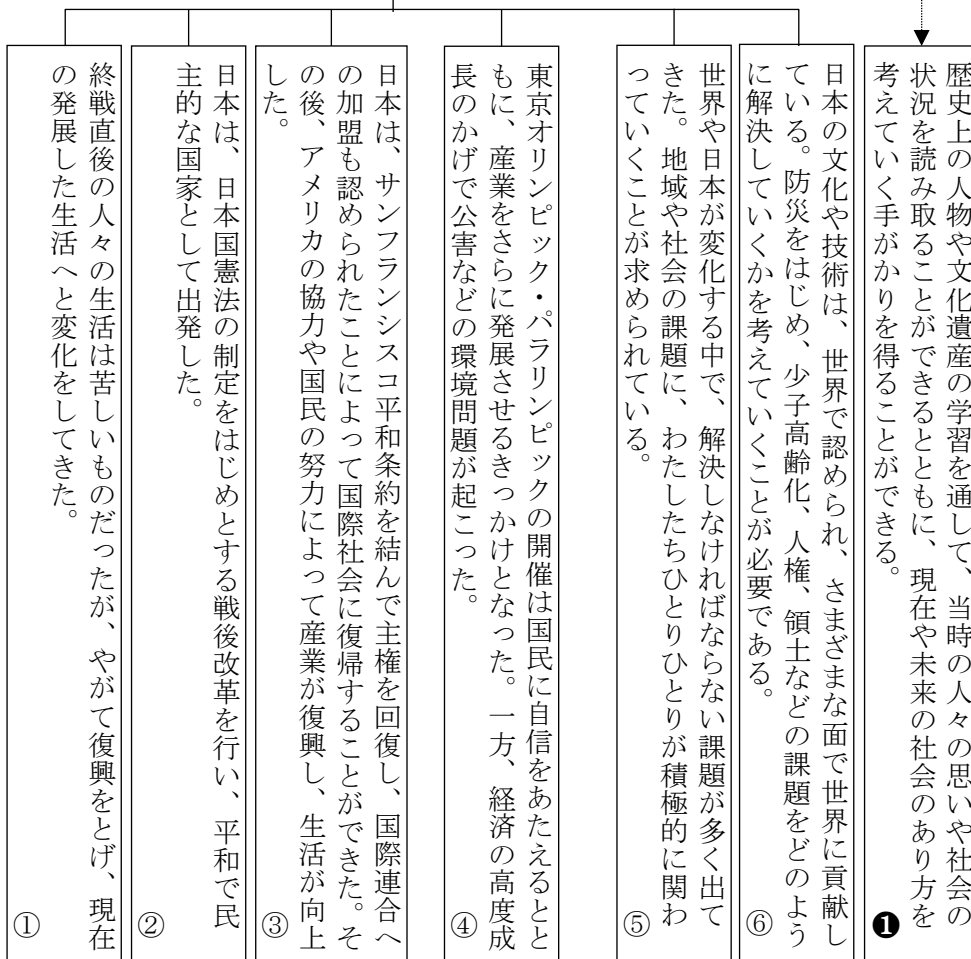 歴史上の人物や文化遺産の学習を通して、当時の人々の思いや社会の
状況を読み取ることができるとともに、現在や未来の社会のあり方を
考えていく手がかりを得ることができる。
❶
日本の文化や技術は、世界で認められ、さまざまな面で世界に貢献し
ている。防災をはじめ、少子高齢化、人権、領土などの課題をどのよう
に解決していくかを考えていくことが必要である。
⑥
世界や日本が変化する中で、解決しなければならない課題が多く出て
きた。地域や社会の課題に、わたしたちひとりひとりが積極的に関わ
っていくことが求められている。
⑤
東京オリンピック・パラリンピックの開催は国民に自信をあたえるとと
もに、産業をさらに発展させるきっかけとなった。一方、経済の高度成
長のかげで公害などの環境問題が起こった。
④
日本は、サンフランシスコ平和条約を結んで主権を回復し、国際連合へ
の加盟も認められたことによって国際社会に復帰することができた。そ
の後、アメリカの協力や国民の努力によって産業が復興し、生活が向上
した。
③
日本は、日本国憲法の制定をはじめとする戦後改革を行い、平和で民
主的な国家として出発した。
②
終戦直後の人々の生活は苦しいものだったが、やがて復興をとげ、現在
の発展した生活へと変化をしてきた。
①